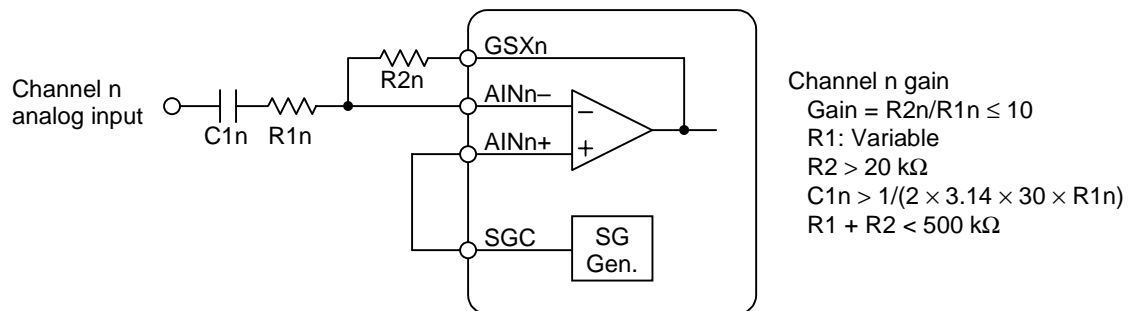 Channel n
analog input
C1n
R1n
R2n
GSXn
AINn–
AINn+
SGC
–
+
SG
Gen.
Channel n gain
Gain = R2n/R1n ≤ 10
R1: Variable
R2 > 20 kΩ
C1n > 1/(2 × 3.14 × 30 × R1n)
R1 + R2 < 500 kΩ